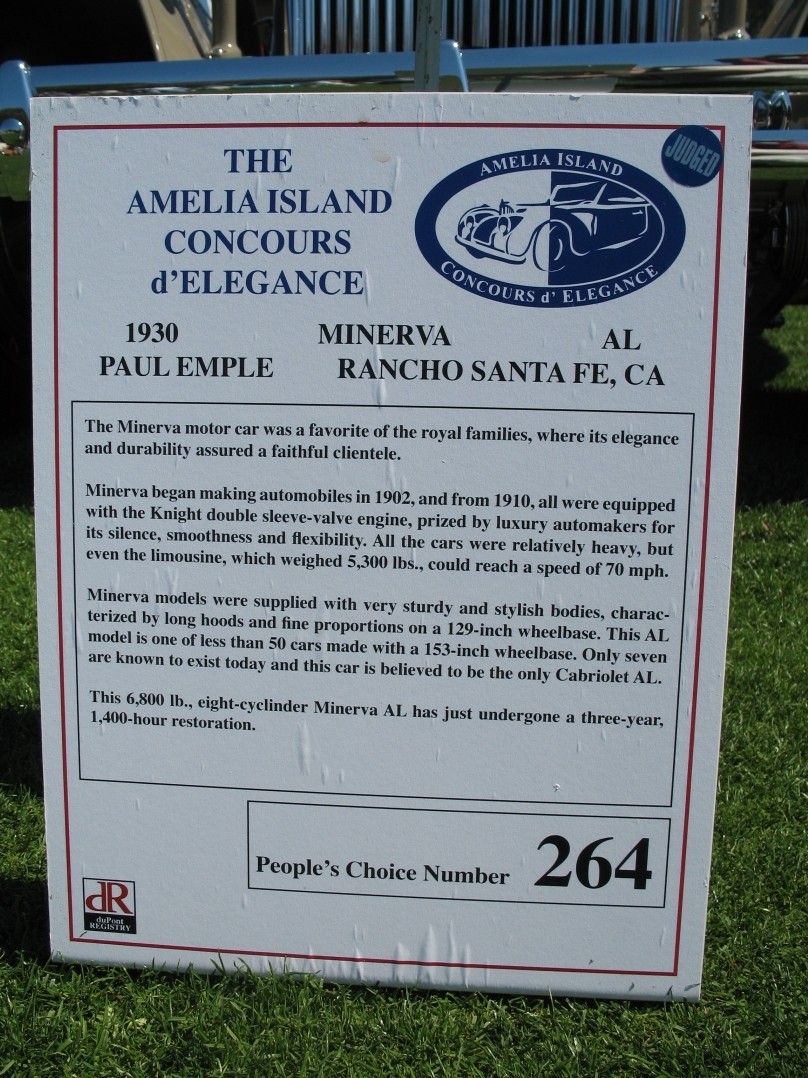 THE
AMELIA ISLAND
CONCOURS
d'ELEGANCE
AMELIA ISLAND
CONCOURS d' ELEGANCE
JUDGED
1930 MINERVA AL
PAUL EMPLE RANCHO SANTA FE, CA
The Minerva motor car was a favorite of the royal families, where its elegance
and durability assured a faithful clientele.
Minerva began making automobiles in 1902, and from 1910, all were equipped
with the Knight double sleeve-valve engine, prized by luxury automakers for
its silence, smoothness and flexibility. All the cars were relatively heavy, but
even the limousine, which weighed 5,300 lbs., could reach a speed of 70 mph.
Minerva models were supplied with very sturdy and stylish bodies, charac-
terized by long hoods and fine proportions on a 129-inch wheelbase. This AL
model is one of less than 50 cars made with a 153-inch wheelbase. Only seven
are known to exist today and this car is believed to be the only Cabriolet AL.
This 6,800 lb., eight-cyclinder Minerva AL has just undergone a three-year,
1,400-hour restoration.
People's Choice Number 264
dR
duPont
REGISTRY